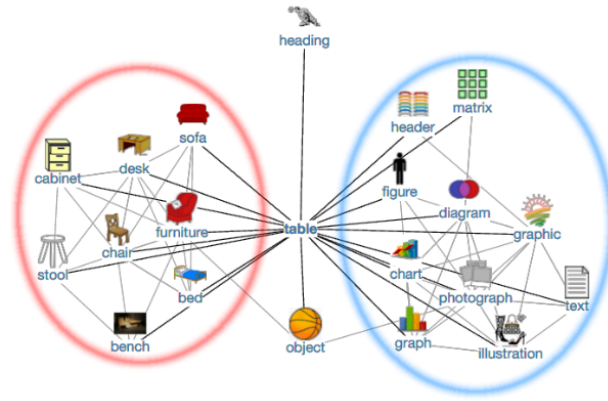 heading
matrix
header
sofa
desk
cabinet
figure
diagram
furniture
table
graphic
chair
stool
chart
bed
photograph
text
bench
object
graph
illustration